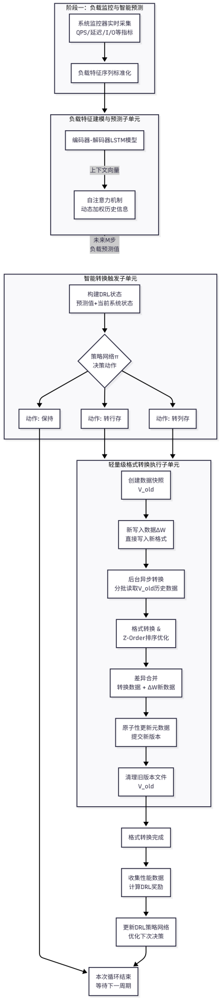 阶段一：负载监控与智能预测
系统监控器实时采集
QPS/延迟/I/O等指标
负载特征序列标准化
负载特征建模与预测子单元
编码器-解码器LSTM模型
上下文向量
自注意力机制
动态加权历史信息
未来M步
负载预测值
智能转换触发子单元
构建DRL状态
预测值+当前系统状态
策略网络π
决策动作
动作: 保持
动作: 转行存
动作: 转列存
轻量级格式转换执行子单元
创建数据快照
V_old
新写入数据ΔW
直接写入新格式
后台异步转换
分批读取V_old历史数据
格式转换 &
Z-Order排序优化
差异合并
转换数据 + ΔW新数据
原子性更新元数据
提交新版本
清理旧版本文件
V_old
格式转换完成
收集性能数据
计算DRL奖励
更新DRL策略网络
优化下次决策
本次循环结束
等待下一周期